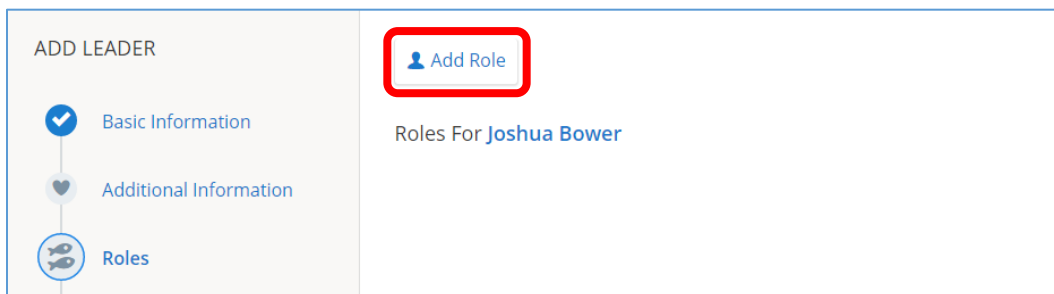 ADD LEADER
Basic Information
Additional Information
Roles
Add Role
Roles For Joshua Bower